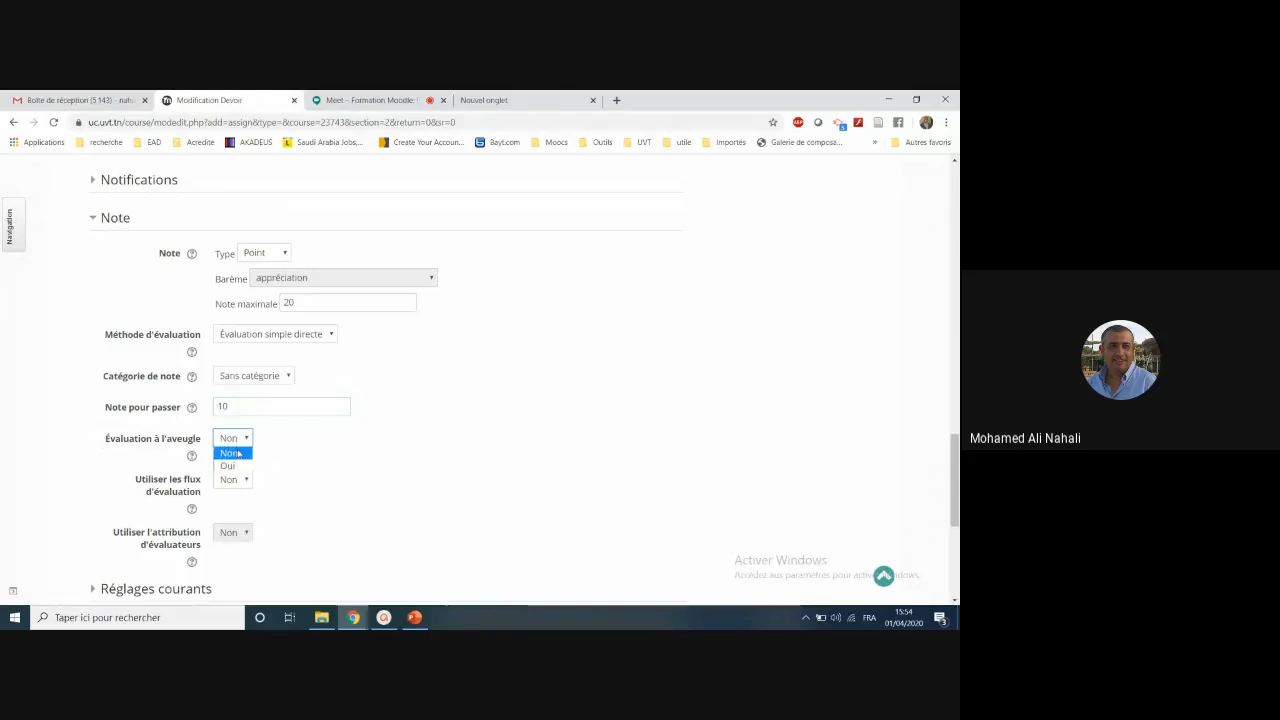 Boîte de réception (5 143) – naha
Modification Devoir
Meet – Formation Moodle:
Nouvel onglet
uc.uvt.tn/course/modedit.php?add=assign&type=&course=23743&section=2&return=0&sr=0
Applications recherche EAD Acredite AKADEUS Saudi Arabia Jobs,... Create Your Accoun... Bayt.com Moocs Outils UVT utile Importés Galerie de composa... » Autres favoris
Navigation
Notifications
Note
Note Type Point
Barème appréciation
Note maximale 20
Méthode d'évaluation Évaluation simple directe
Catégorie de note Sans catégorie
Note pour passer 10
Évaluation à l'aveugle Non
Non
Oui
Utiliser les flux d'évaluation Non
Utiliser l'attribution d'évaluateurs Non
Réglages courants
Activer Windows
Accédez aux paramètres pour activer Windows.
Mohamed Ali Nahali
Taper ici pour rechercher
FRA
15:54
01/04/2020